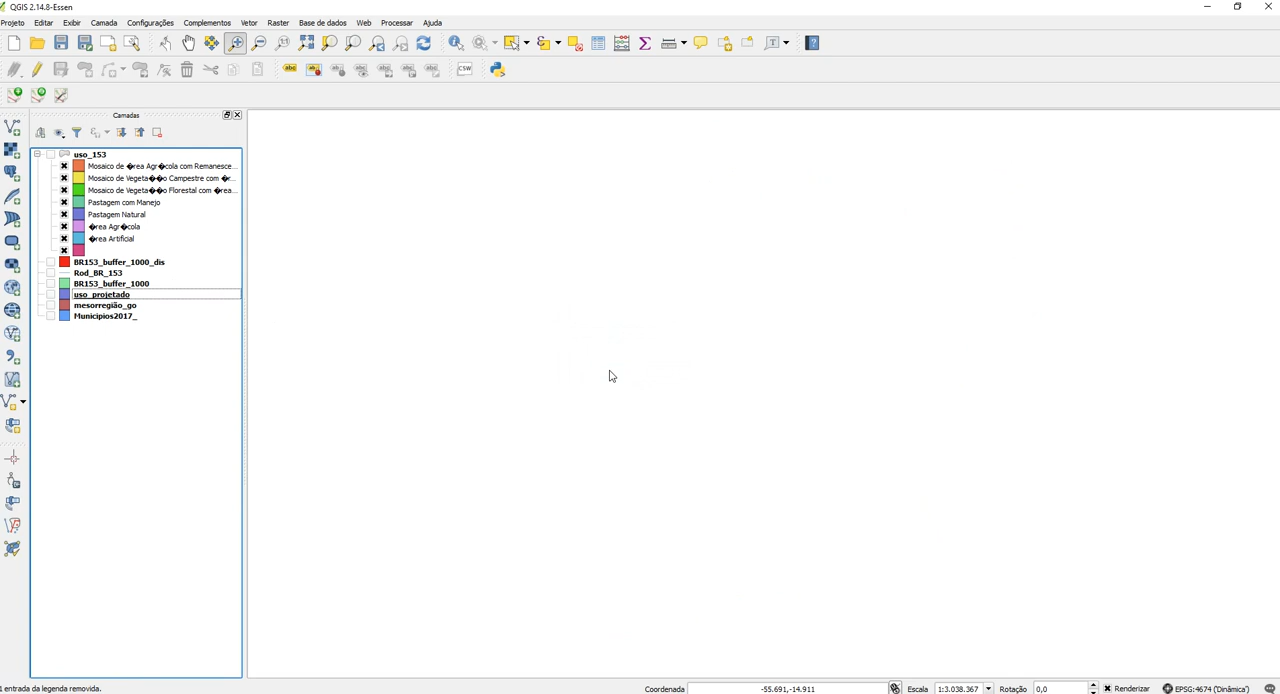 QGIS 2.14.8-Essen
Projeto Editar Exibir Camada Configurações Complementos Vetor Raster Base de dados Web Processar Ajuda
abc abc CSW
Camadas
uso_153
Mosaico de �rea Agr�cola com Remanesce...
Mosaico de Vegeta��o Campestre com �r...
Mosaico de Vegeta��o Florestal com �rea...
Pastagem com Manejo
Pastagem Natural
�rea Agr�cola
�rea Artificial
BR153_buffer_1000_dis
Rod_BR_153
BR153_buffer_1000
uso_projetado
mesorregião_go
Municipios2017_
1 entrada da legenda removida. Coordenada -55.691,-14.911 Escala 1:3.038.367 Rotação 0,0 Renderizar EPSG:4674 ('Dinâmica')